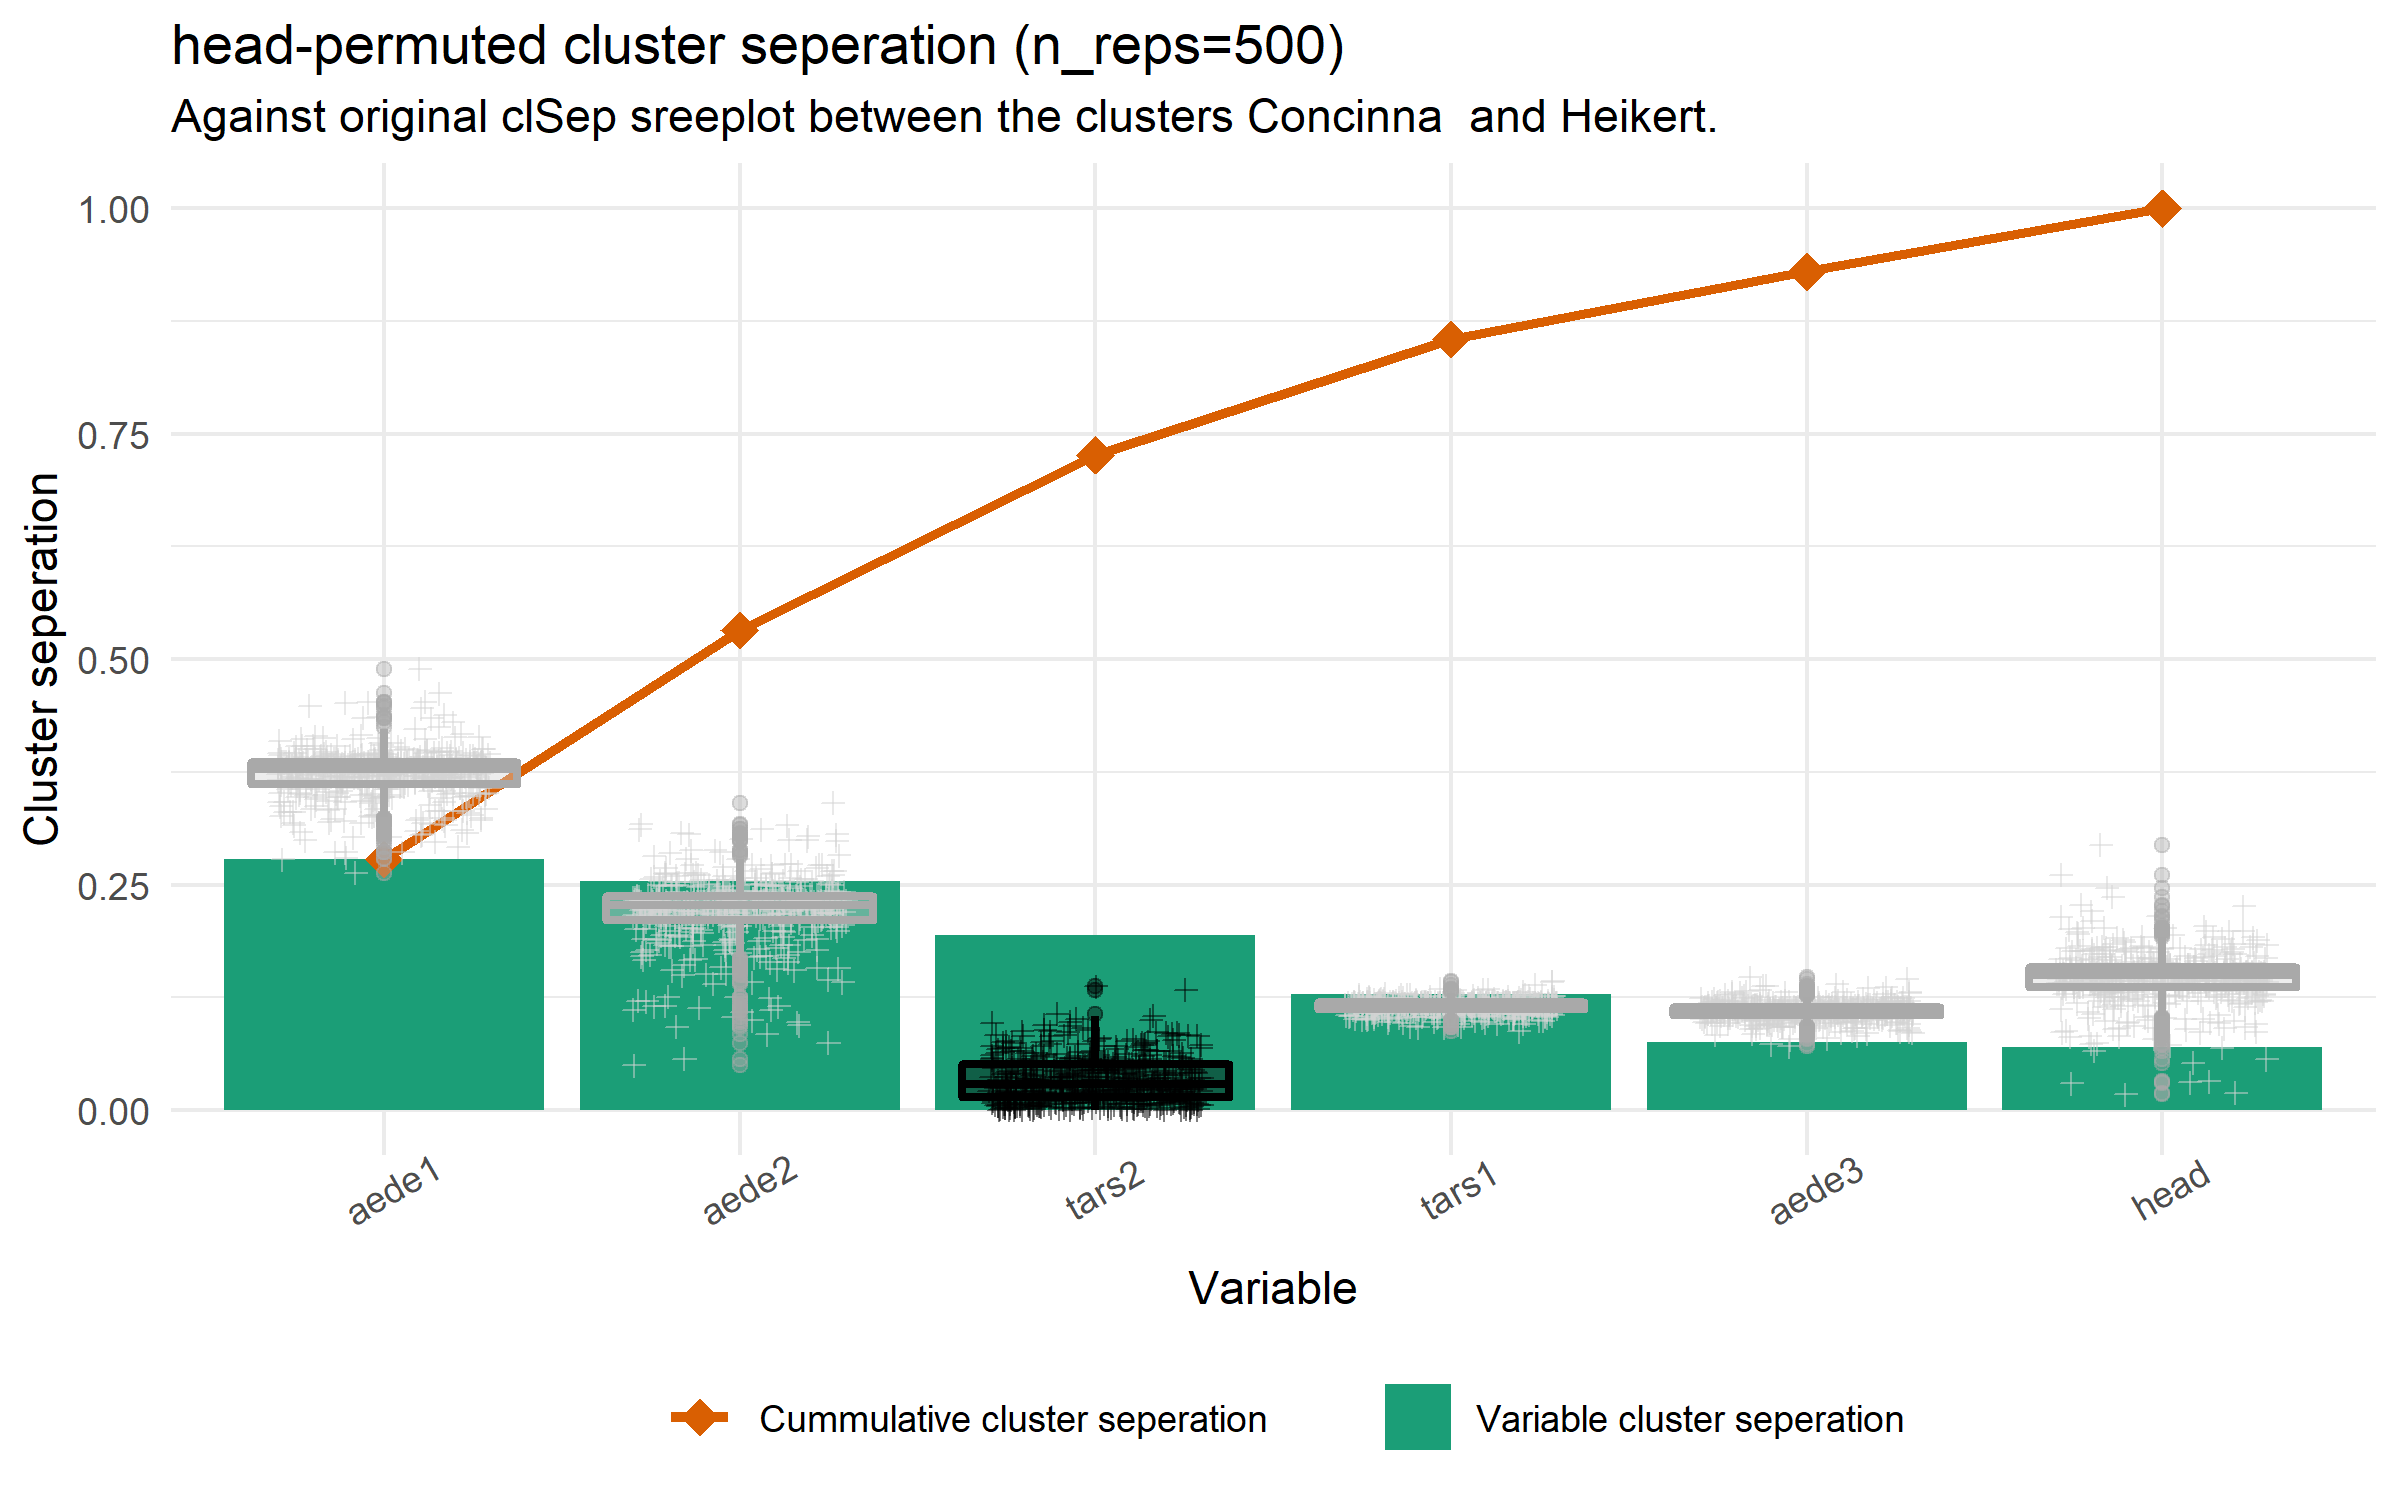 head-permuted cluster seperation (n_reps=500)
Against original clSep sreeplot between the clusters Concinna  and Heikert.
Cluster seperation
1.00
0.75
0.50
0.25
0.00
aede1
aede2
tars2
tars1
aede3
head
Variable
Cummulative cluster seperation
Variable cluster seperation